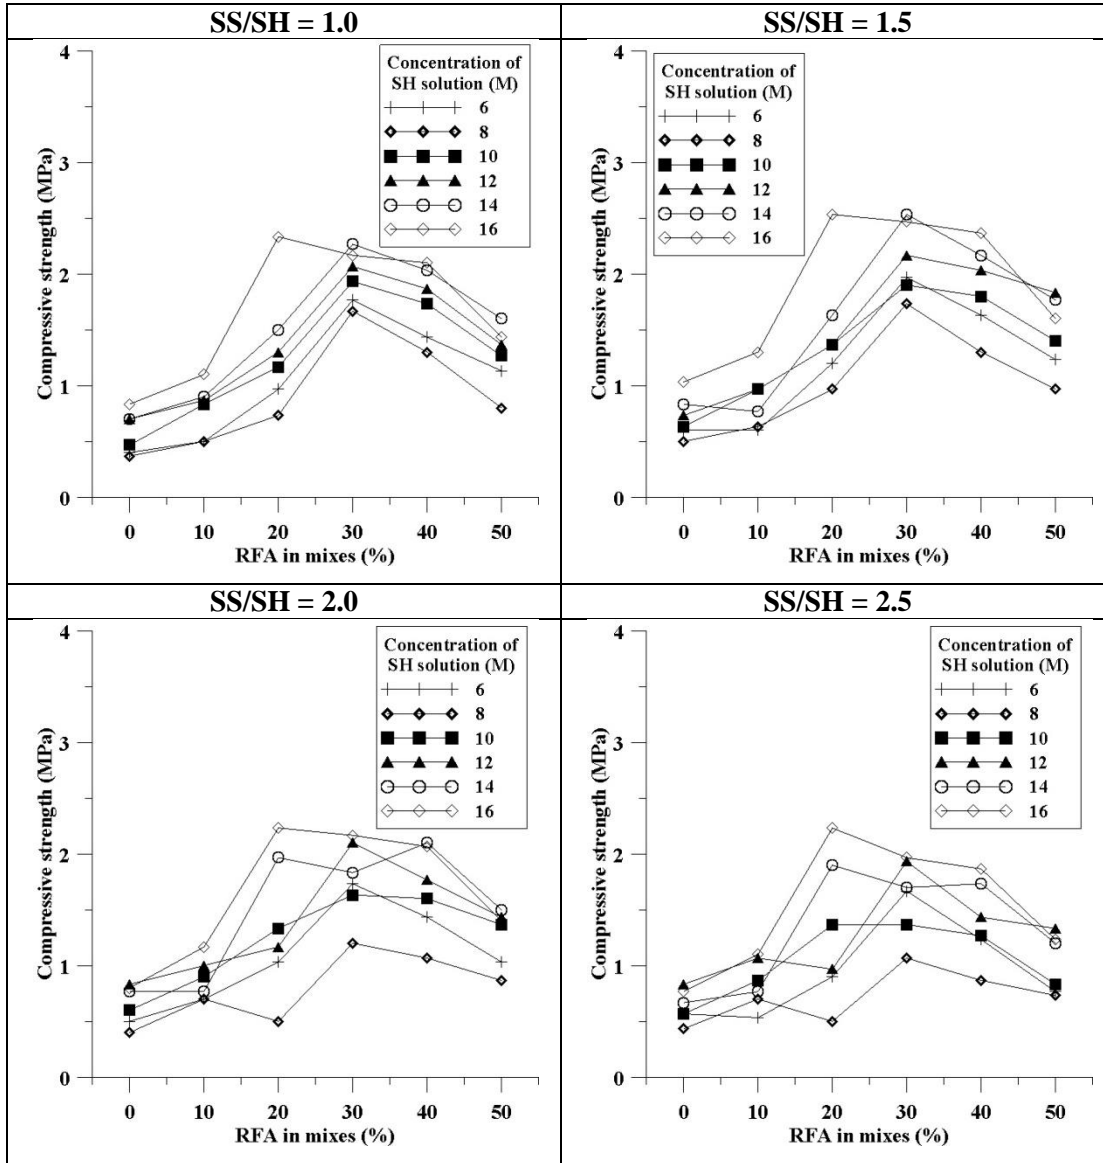 SS/SH = 1.0
Concentration of
SH solution (M)
6
8
10
12
14
16
Compressive strength (MPa)
4
3
2
1
0
0 10 20 30 40 50
RFA in mixes (%)
SS/SH = 1.5
Concentration of
SH solution (M)
6
8
10
12
14
16
Compressive strength (MPa)
4
3
2
1
0
0 10 20 30 40 50
RFA in mixes (%)
SS/SH = 2.0
Concentration of
SH solution (M)
6
8
10
12
14
16
Compressive strength (MPa)
4
3
2
1
0
0 10 20 30 40 50
RFA in mixes (%)
SS/SH = 2.5
Concentration of
SH solution (M)
6
8
10
12
14
16
Compressive strength (MPa)
4
3
2
1
0
0 10 20 30 40 50
RFA in mixes (%)